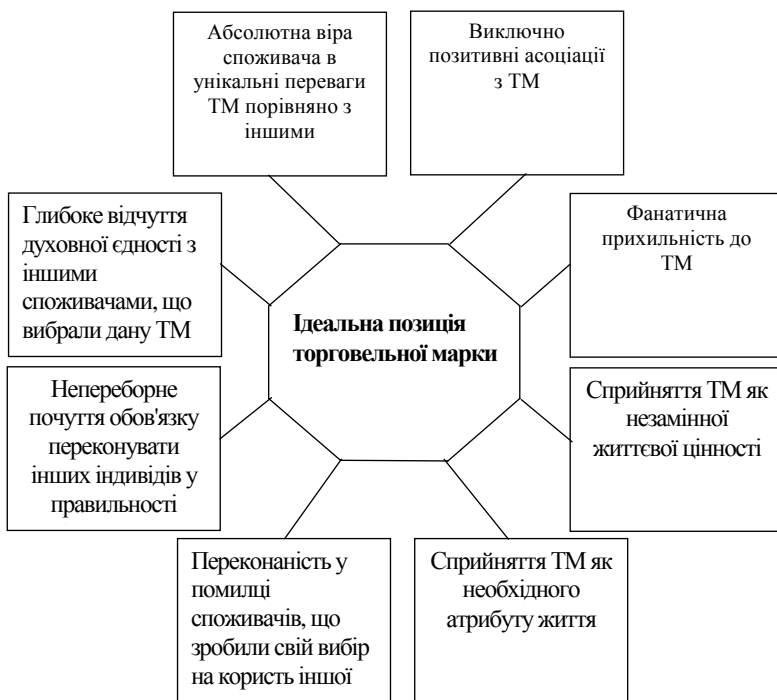 Абсолютна віра
споживача в
унікальні переваги
ТМ порівняно з
іншими
Виключно
позитивні асоціації
з ТМ
Глибоке відчуття
духовної єдності з
іншими
споживачами, що
вибрали дану ТМ
Фанатична
прихильність до
ТМ
Ідеальна позиція
торговельної марки
Непереборне
почуття обов'язку
переконувати
інших індивідів у
правильності
Сприйняття ТМ як
незамінної
життєвої цінності
Переконаність у
помилці
споживачів, що
зробили свій вибір
на користь іншої
Сприйняття ТМ як
необхідного
атрибуту життя